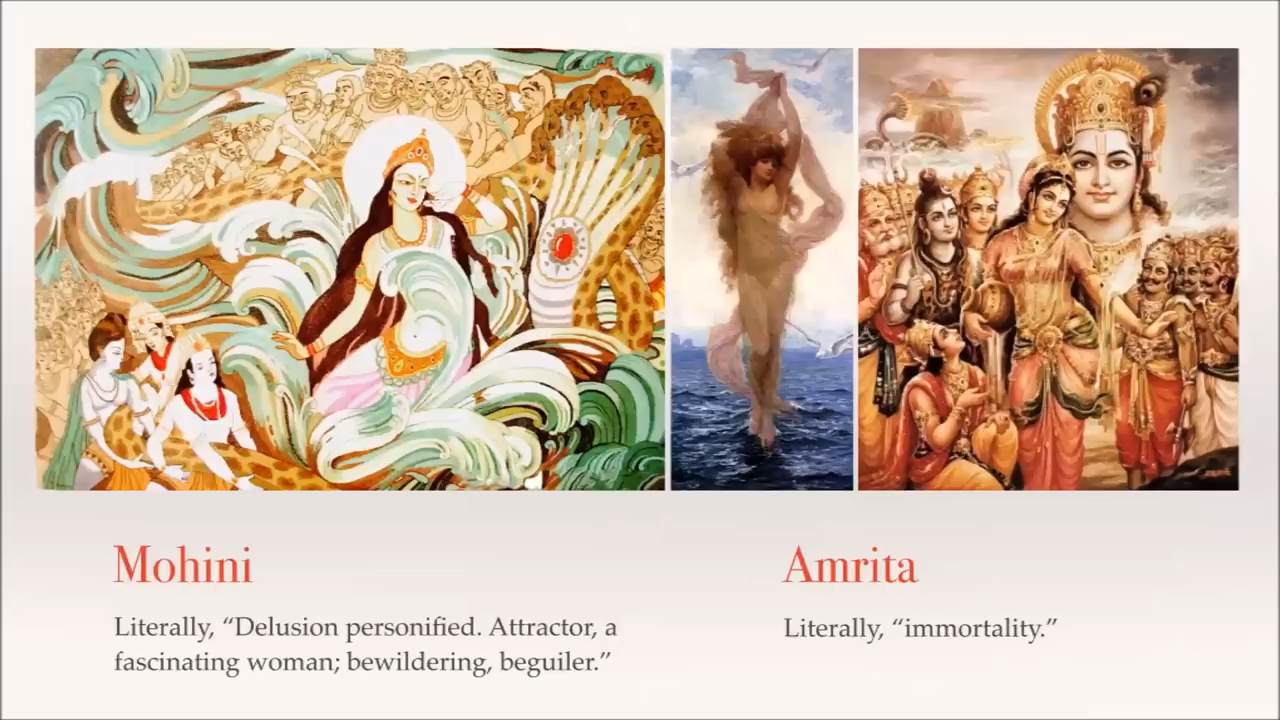 Mohini
Literally, “Delusion personified. Attractor, a
fascinating woman; bewildering, beguiler.”
Amrita
Literally, “immortality.”